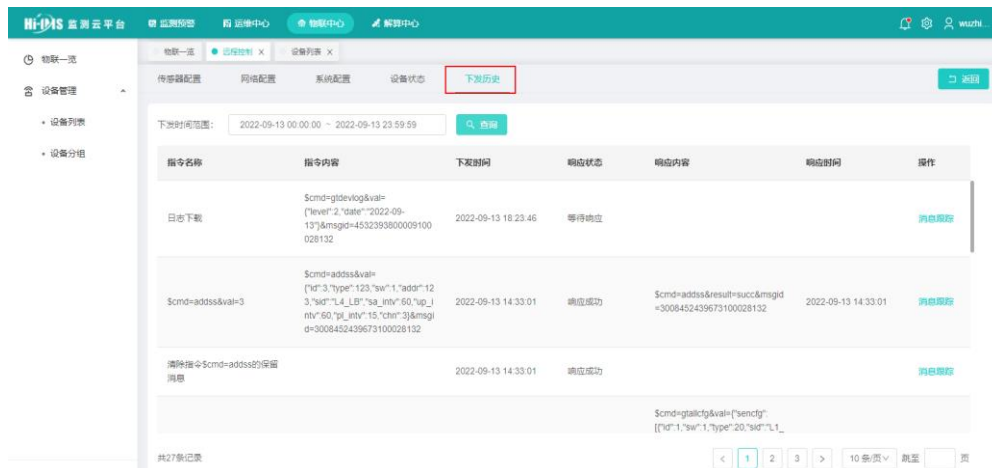 Hi-IMS 监测云平台 监测预警 运维中心 物联中心 解算中心 wuzhi...
物联一览 远程控制 X 设备列表 X
物联一览
设备管理
• 设备列表
• 设备分组
传感器配置 网络配置 系统配置 设备状态 下发历史 返回
下发时间范围： 2022-09-13 00:00:00 ~ 2022-09-13 23:59:59 查询
指令名称 指令内容 下发时间 响应状态 响应内容 响应时间 操作
$cmd=gtdevlog&val=
{"level":2,"date":"2022-09-
日志下载 2022-09-13 18:23:46 等待响应 消息跟踪
13"}&msgid=4532393800009100
028132
$cmd=addss&val=
{"id":3,"type":123,"sw":1,"addr":12
3,"sid":"L4_LB","sa_intv":60,"up_i
$cmd=addss&val=3 2022-09-13 14:33:01 响应成功 $cmd=addss&result=succ&msgid 2022-09-13 14:33:01 消息跟踪
=3008452439673100028132
ntv":60,"pl_intv":15,"chn":3}&msgi
d=3008452439673100028132
清除指令$cmd=addss的保留
消息 2022-09-13 14:33:01 响应成功 消息跟踪
$cmd=gtallcfg&val={"sencfg":
[{"id":1,"sw":1,"type":20,"sid":"L1_
共27条记录 < 1 2 3 > 10 条/页 跳至 页